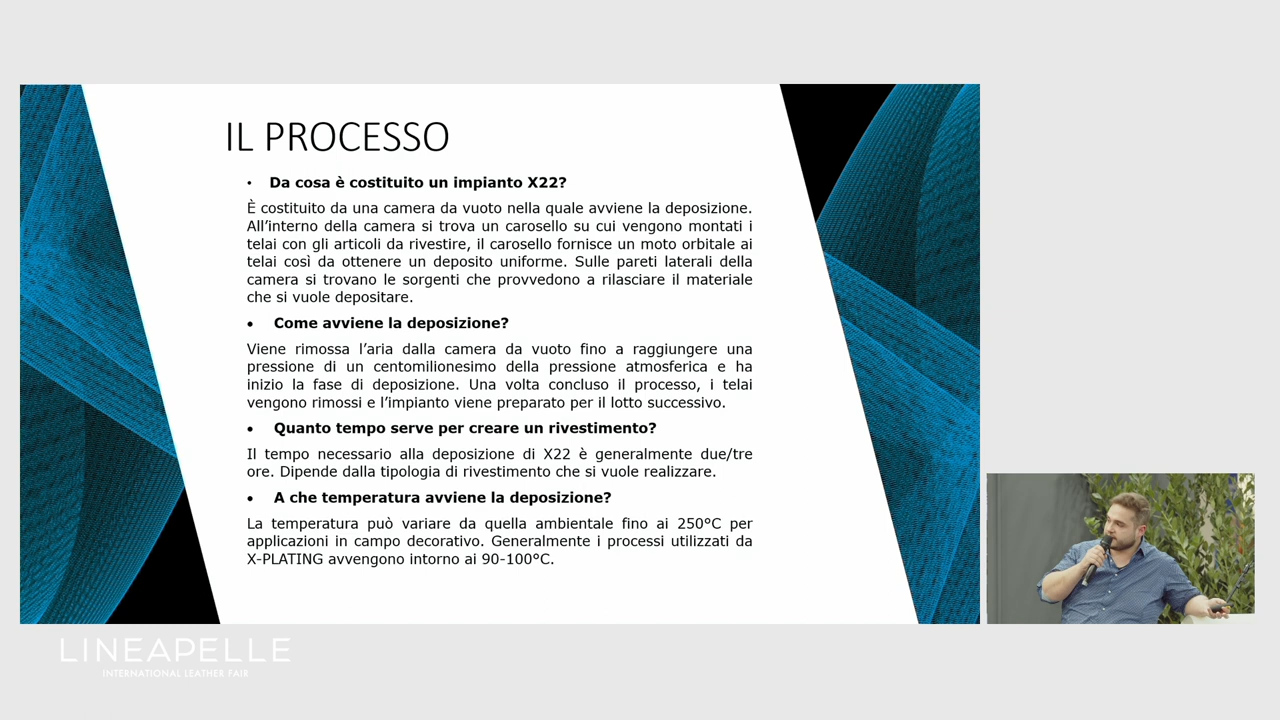 IL PROCESSO
• Da cosa è costituito un impianto X22?
È costituito da una camera da vuoto nella quale avviene la deposizione.
All’interno della camera si trova un carosello su cui vengono montati i
telai con gli articoli da rivestire, il carosello fornisce un moto orbitale ai
telai così da ottenere un deposito uniforme. Sulle pareti laterali della
camera si trovano le sorgenti che provvedono a rilasciare il materiale
che si vuole depositare.
• Come avviene la deposizione?
Viene rimossa l’aria dalla camera da vuoto fino a raggiungere una
pressione di un centomilionesimo della pressione atmosferica e ha
inizio la fase di deposizione. Una volta concluso il processo, i telai
vengono rimossi e l’impianto viene preparato per il lotto successivo.
• Quanto tempo serve per creare un rivestimento?
Il tempo necessario alla deposizione di X22 è generalmente due/tre
ore. Dipende dalla tipologia di rivestimento che si vuole realizzare.
• A che temperatura avviene la deposizione?
La temperatura può variare da quella ambientale fino ai 250°C per
applicazioni in campo decorativo. Generalmente i processi utilizzati da
X-PLATING avvengono intorno ai 90-100°C.
LINEAPELLE
INTERNATIONAL LEATHER FAIR